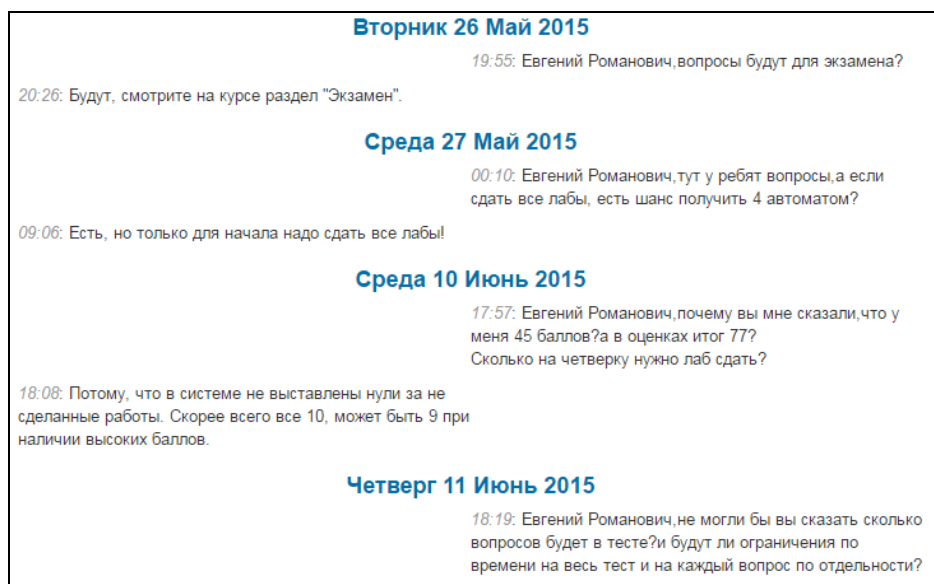 Вторник 26 Май 2015
19:55: Евгений Романович,вопросы будут для экзамена?
20:26: Будут, смотрите на курсе раздел "Экзамен".
Среда 27 Май 2015
00:10: Евгений Романович,тут у ребят вопросы,а если
сдать все лабы, есть шанс получить 4 автоматом?
09:06: Есть, но только для начала надо сдать все лабы!
Среда 10 Июнь 2015
17:57: Евгений Романович,почему вы мне сказали,что у
меня 45 баллов?а в оценках итог 77?
Сколько на четверку нужно лаб сдать?
18:08: Потому, что в системе не выставлены нули за не
сделанные работы. Скорее всего все 10, может быть 9 при
наличии высоких баллов.
Четверг 11 Июнь 2015
18:19: Евгений Романович,не могли бы вы сказать сколько
вопросов будет в тесте?и будут ли ограничения по
времени на весь тест и на каждый вопрос по отдельности?